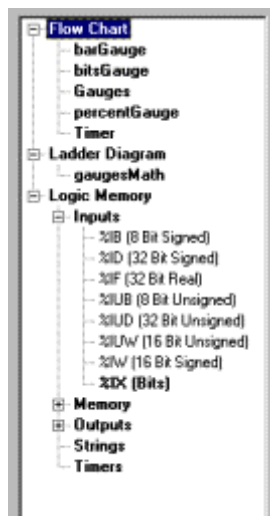 Flow Chart
barGauge
bitsGauge
Gauges
percentGauge
Timer
Ladder Diagram
gaugesMath
Logic Memory
Inputs
%IB (8 Bit Signed)
%ID (32 Bit Signed)
%IF (32 Bit Real)
%IUB (8 Bit Unsigned)
%IUD (32 Bit Unsigned)
%IUW (16 Bit Unsigned)
%IW (16 Bit Signed)
%IX (Bits)
Memory
Outputs
Strings
Timers